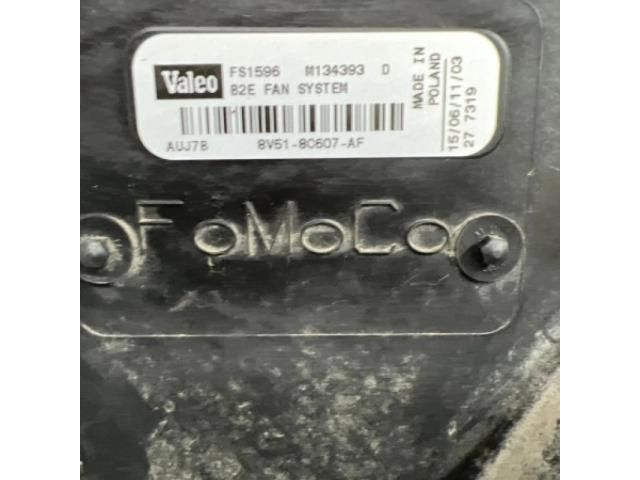 Valeo FS1596 M134393 D
B2E FAN SYSTEM
AUJ7B 8V51-8C607-AF
MADE IN
POLAND
15/06/11/03
27 7319
FoMoCo